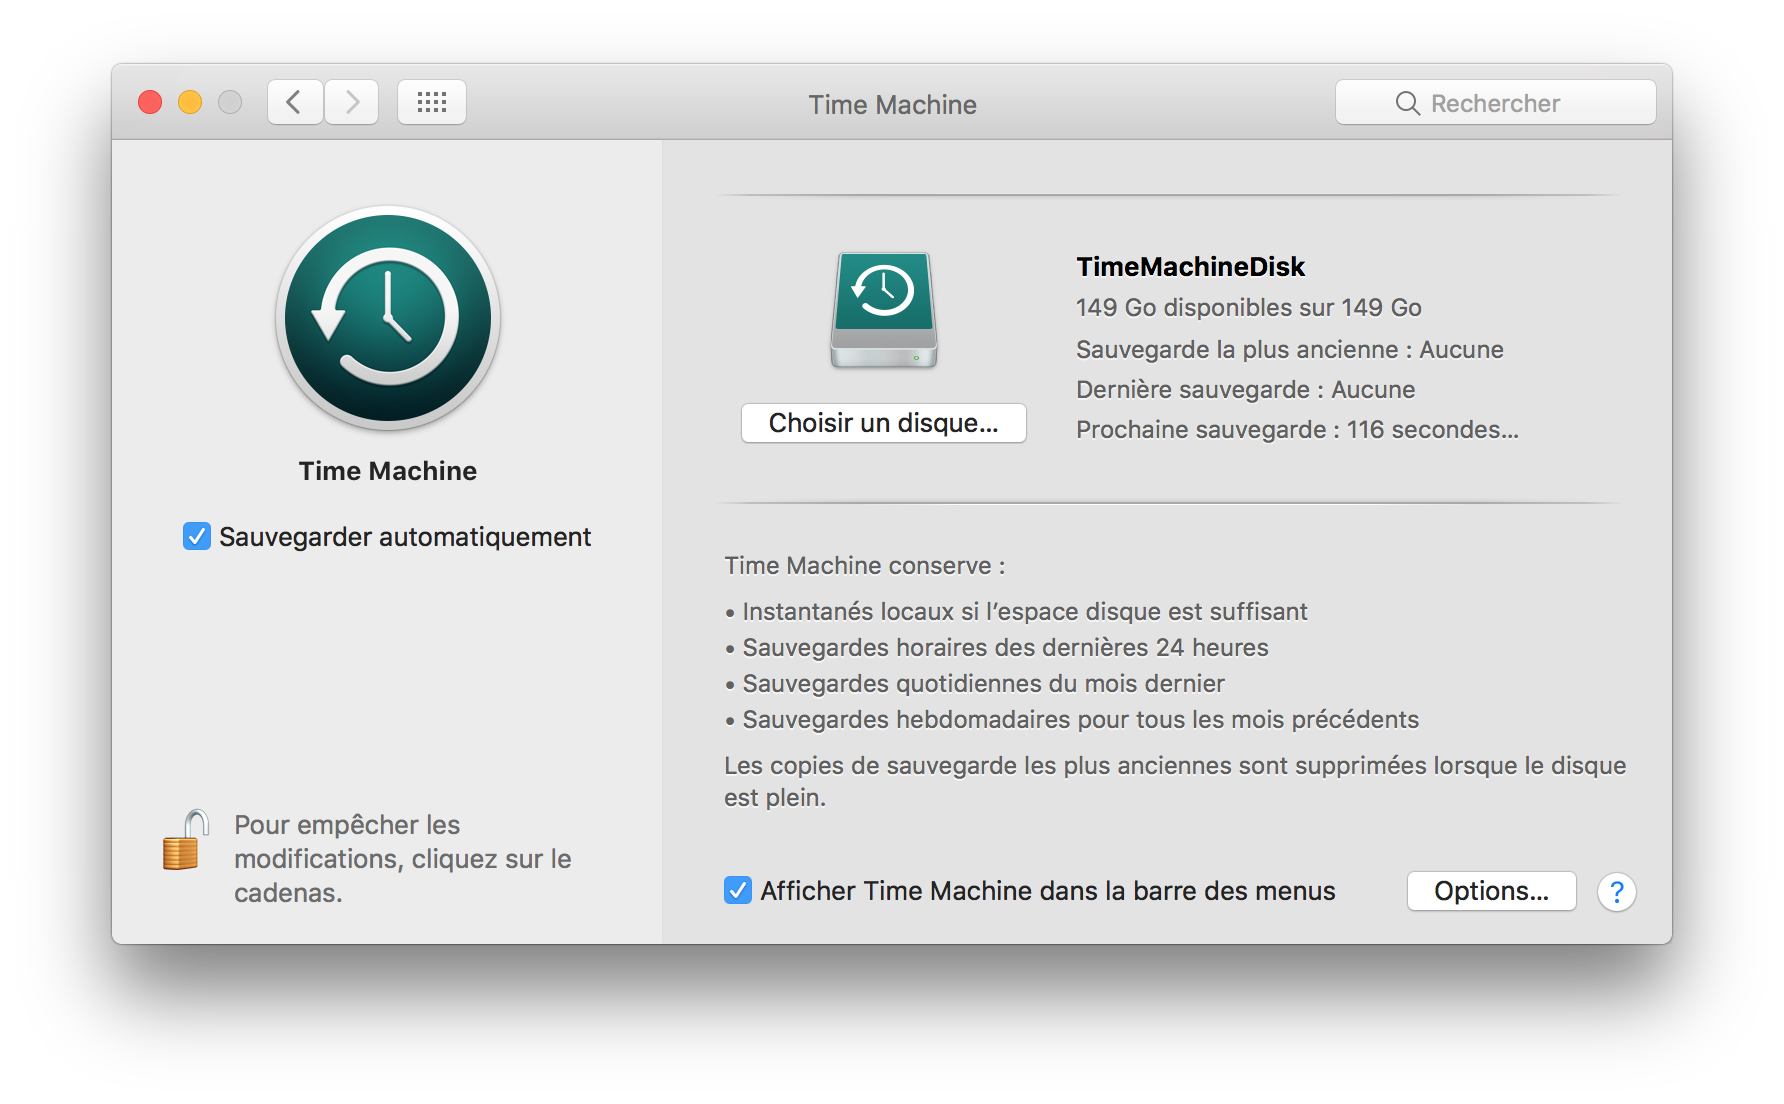 Time Machine
Rechercher
Time Machine
Sauvegarder automatiquement
Pour empêcher les
modifications, cliquez sur le
cadenas.
TimeMachineDisk
149 Go disponibles sur 149 Go
Sauvegarde la plus ancienne : Aucune
Dernière sauvegarde : Aucune
Prochaine sauvegarde : 116 secondes...
Choisir un disque...
Time Machine conserve :
• Instantanés locaux si l’espace disque est suffisant
• Sauvegardes horaires des dernières 24 heures
• Sauvegardes quotidiennes du mois dernier
• Sauvegardes hebdomadaires pour tous les mois précédents
Les copies de sauvegarde les plus anciennes sont supprimées lorsque le disque
est plein.
Afficher Time Machine dans la barre des menus
Options...
?